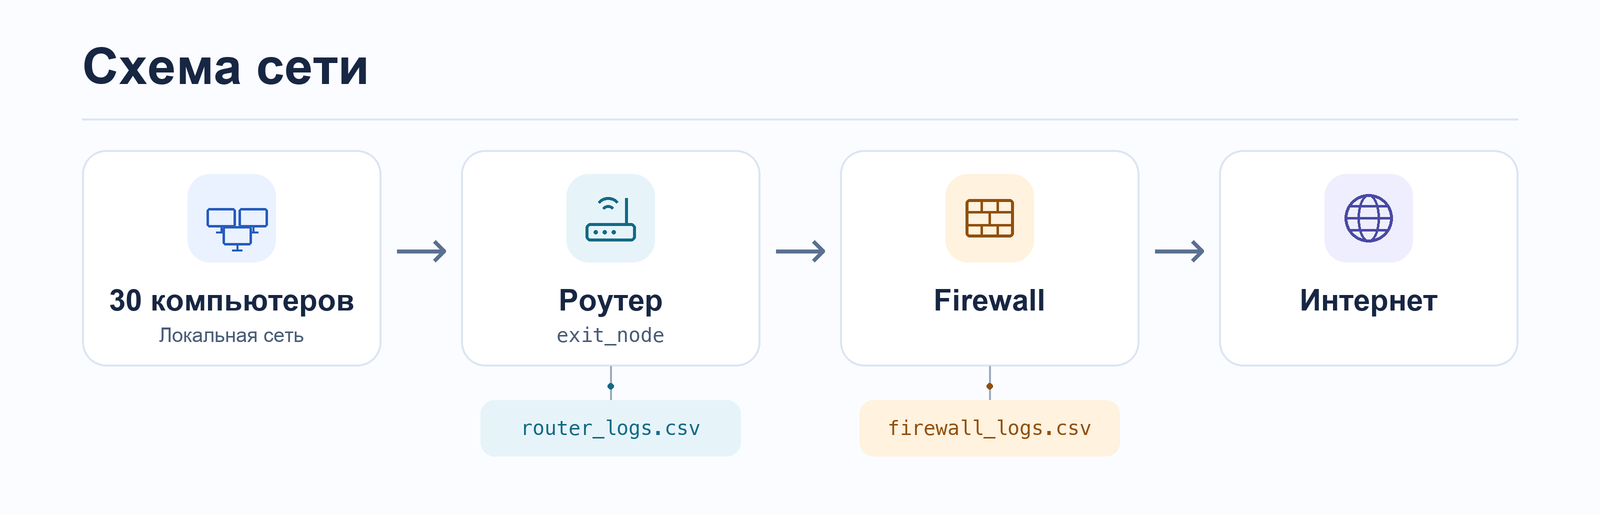 Схема сети
30 компьютеров
Локальная сеть
Роутер
exit_node
Firewall
Интернет
router_logs.csv
firewall_logs.csv